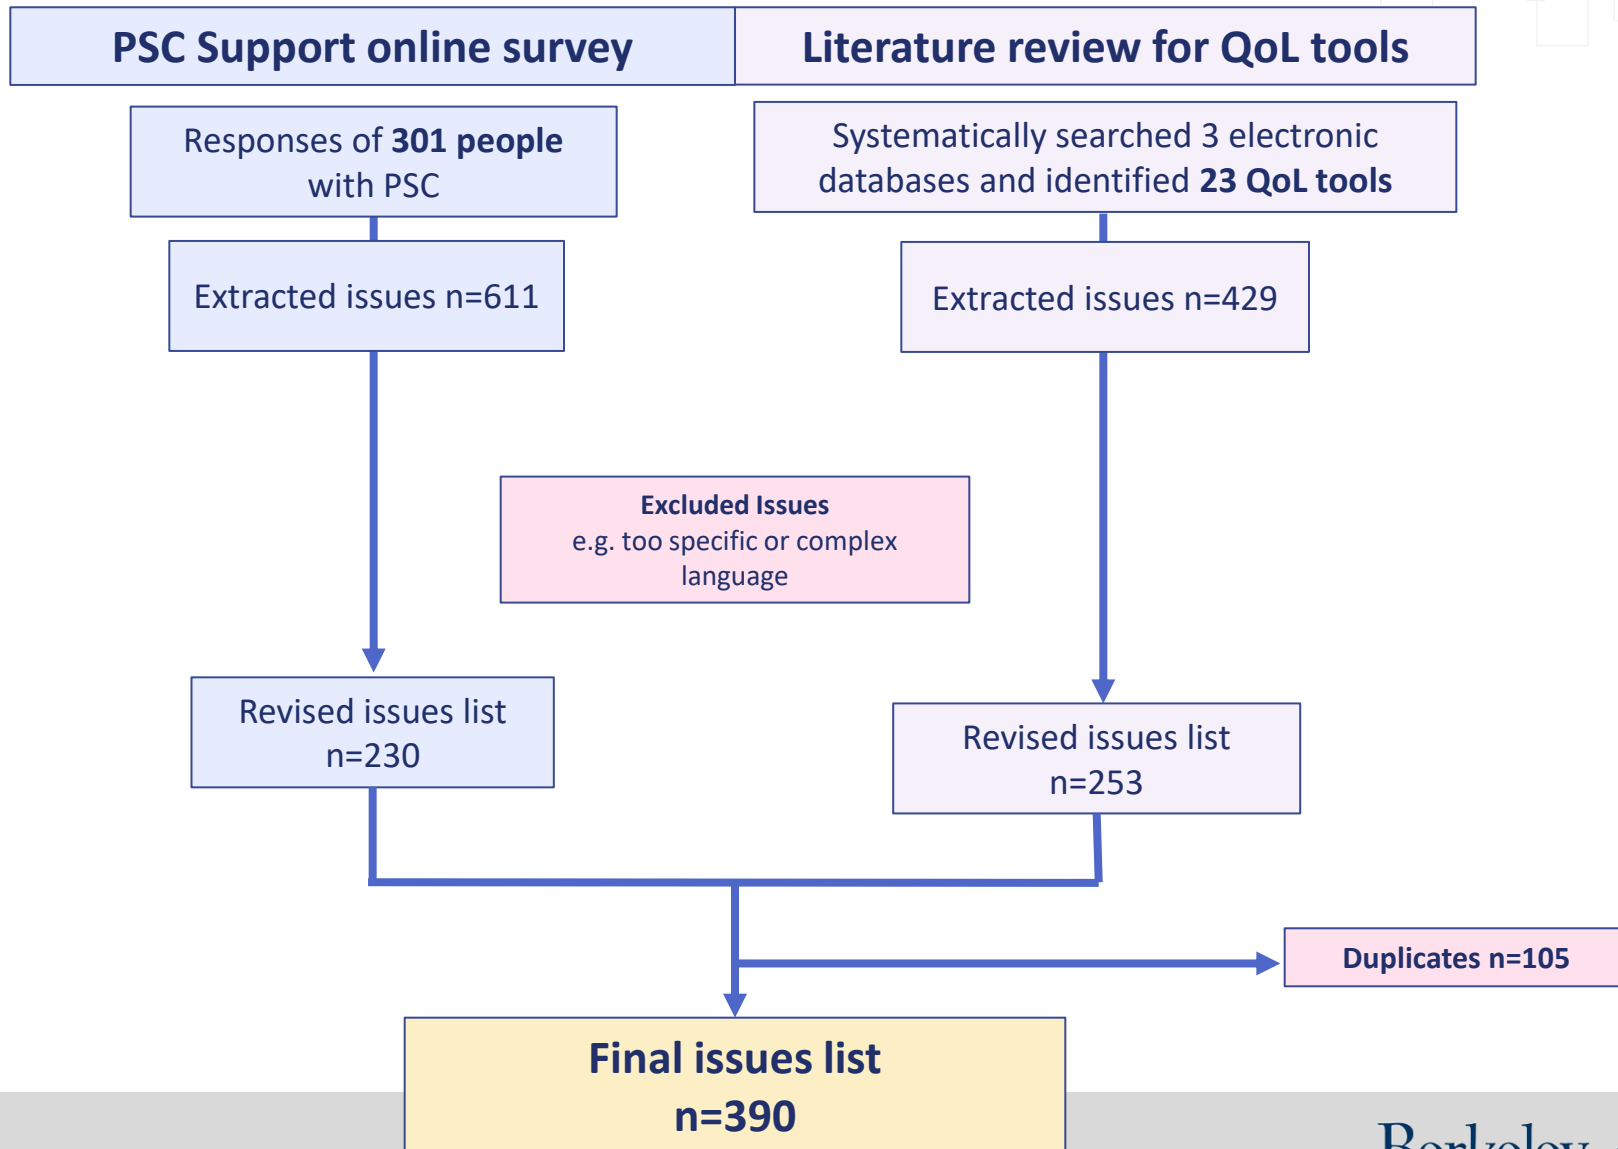 PSC Support online survey
Literature review for QoL tools
Responses of 301 people
with PSC
Systematically searched 3 electronic
databases and identified 23 QoL tools
Extracted issues n=611
Extracted issues n=429
Excluded Issues
e.g. too specific or complex
language
Revised issues list
n=230
Revised issues list
n=253
Duplicates n=105
Final issues list
n=390
Berkeley